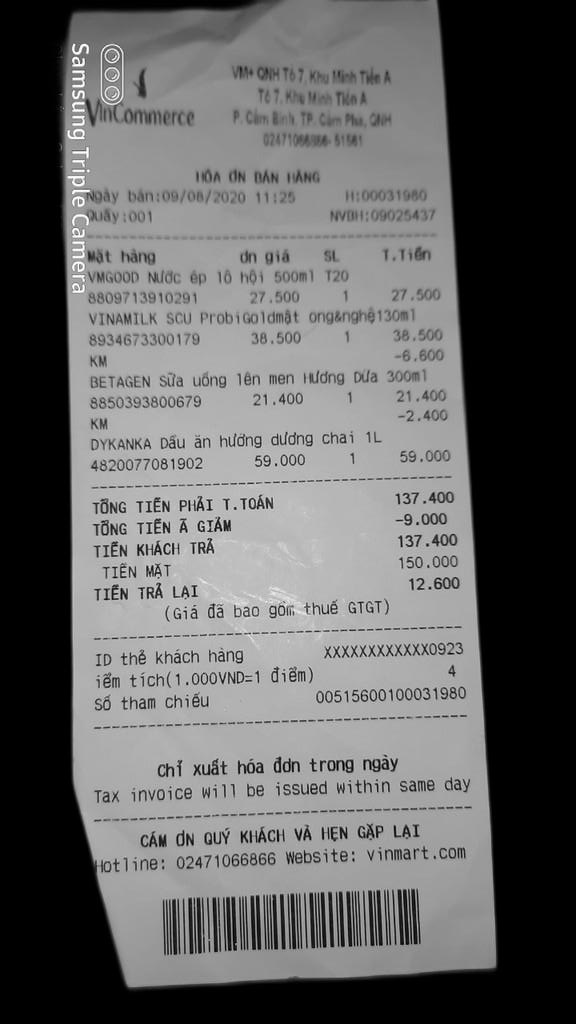 Samsung Triple Camera
VinCommerce
VM+ QNH Tổ 7, Khu Minh Tiến A
Tổ 7, Khu Minh Tiến A
P. Cẩm Bình, TP. Cẩm Phả, QNH
02471066866- 51561
HÓA ƠN BÁN HÀNG
Ngày bán:09/08/2020 11:25 H:00031980
Quầy:001 NVBH:09025437
Mặt hàng ơn giá SL T.Tiền
VMGOOD Nước ép lô hội 500ml T20
8809713910291 27.500 1 27.500
VINAMILK SCU ProbiGoldmật ong&nghệ130ml
8934673300179 38.500 1 38.500
KM -6.600
BETAGEN Sữa uống lên men Hương Dừa 300ml
8850393800679 21.400 1 21.400
KM -2.400
DYKANKA Dầu ăn hướng dương chai 1L
4820077081902 59.000 1 59.000
TỔNG TIỀN PHẢI T.TOÁN 137.400
TỔNG TIỀN Ã GIẢM -9.000
TIỀN KHÁCH TRẢ 137.400
TIỀN MẶT 150.000
TIỀN TRẢ LẠI 12.600
(Giá đã bao gồm thuế GTGT)
ID thẻ khách hàng XXXXXXXXXXXX0923
iểm tích(1.000VND=1 điểm) 4
Số tham chiếu 00515600100031980
Chỉ xuất hóa đơn trong ngày
Tax invoice will be issued within same day
CÁM ƠN QUÝ KHÁCH VÀ HẸN GẶP LẠI
Hotline: 02471066866 Website: vinmart.com